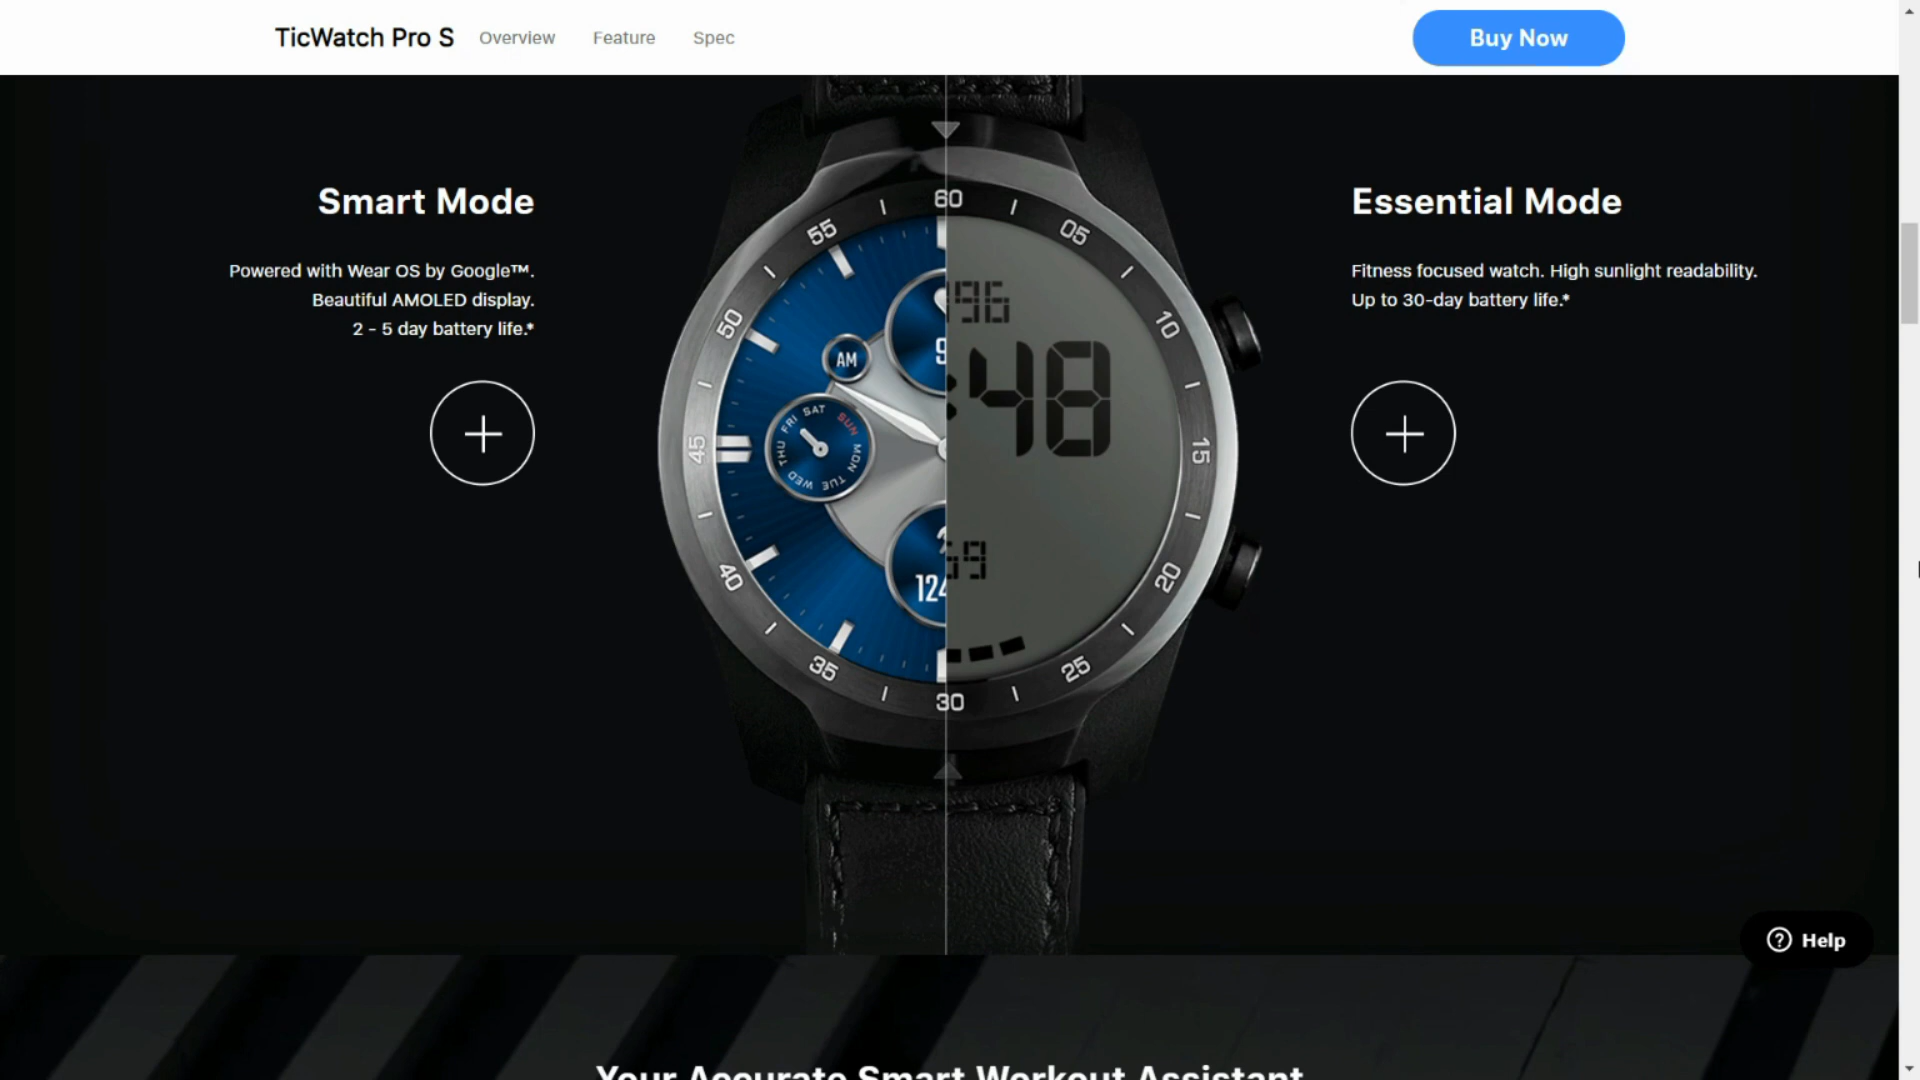 TicWatch Pro S
Overview
Feature
Spec
Buy Now
Smart Mode
Powered with Wear OS by Google™.
Beautiful AMOLED display.
2 - 5 day battery life.*
Essential Mode
Fitness focused watch. High sunlight readability.
Up to 30-day battery life.*
60
05
10
15
20
25
30
35
40
45
50
55
AM
SAT
SUN
MON
TUE
WED
THU
FRI
124
96
:48
59
Help
Your Accurate Smart Workout Assistant